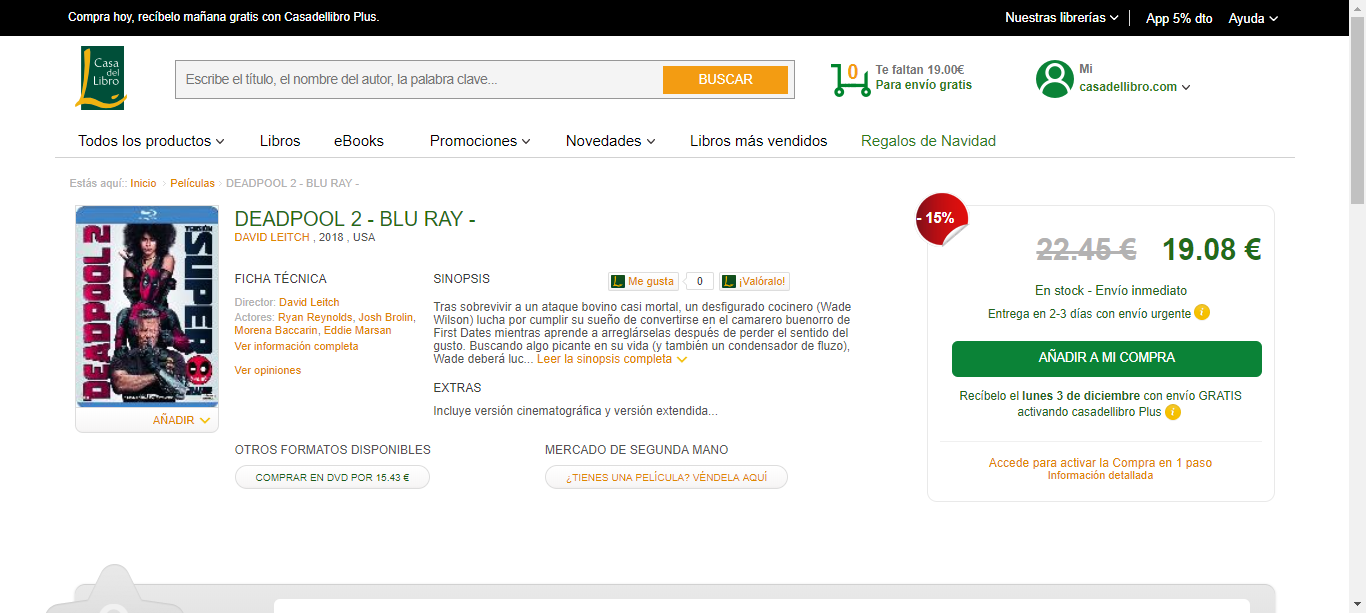 Compra hoy, recíbelo mañana gratis con Casadellibro Plus.
Nuestras librerías
App 5% dto
Ayuda
Casa
del
Libro
Escribe el título, el nombre del autor, la palabra clave...
BUSCAR
0
Te faltan 19.00€
Para envío gratis
Mi
casadellibro.com
Todos los productos
Libros
eBooks
Promociones
Novedades
Libros más vendidos
Regalos de Navidad
Estás aquí:: Inicio › Películas › DEADPOOL 2 - BLU RAY -
DEADPOOL 2
SUPER
AÑADIR
DEADPOOL 2 - BLU RAY -
DAVID LEITCH , 2018 , USA
FICHA TÉCNICA
Director: David Leitch
Actores: Ryan Reynolds, Josh Brolin,
Morena Baccarin, Eddie Marsan
Ver información completa
Ver opiniones
SINOPSIS
Me gusta
0
¡Valóralo!
Tras sobrevivir a un ataque bovino casi mortal, un desfigurado cocinero (Wade
Wilson) lucha por cumplir su sueño de convertirse en el camarero buenorro de
First Dates mientras aprende a arreglárselas después de perder el sentido del
gusto. Buscando algo picante en su vida (y también un condensador de fluzo),
Wade deberá luc... Leer la sinopsis completa
EXTRAS
Incluye versión cinematográfica y versión extendida...
OTROS FORMATOS DISPONIBLES
COMPRAR EN DVD POR 15.43 €
MERCADO DE SEGUNDA MANO
¿TIENES UNA PELÍCULA? VÉNDELA AQUÍ
- 15%
22.45 € 19.08 €
En stock - Envío inmediato
Entrega en 2-3 días con envío urgente i
AÑADIR A MI COMPRA
Recíbelo el lunes 3 de diciembre con envío GRATIS
activando casadellibro Plus i
Accede para activar la Compra en 1 paso
Información detallada